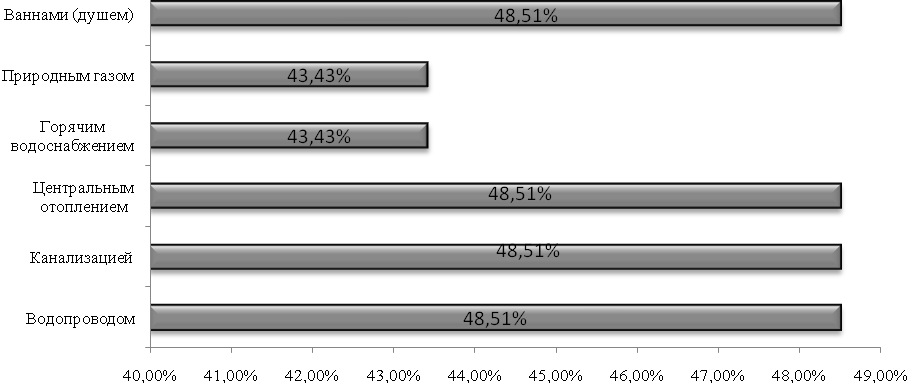 Ваннами (душем)
48,51%
Природным газом
43,43%
Горячим
водоснабжением
43,43%
Центральным
отоплением
48,51%
Канализацией
48,51%
Водопроводом
48,51%
40,00% 41,00% 42,00% 43,00% 44,00% 45,00% 46,00% 47,00% 48,00% 49,00%